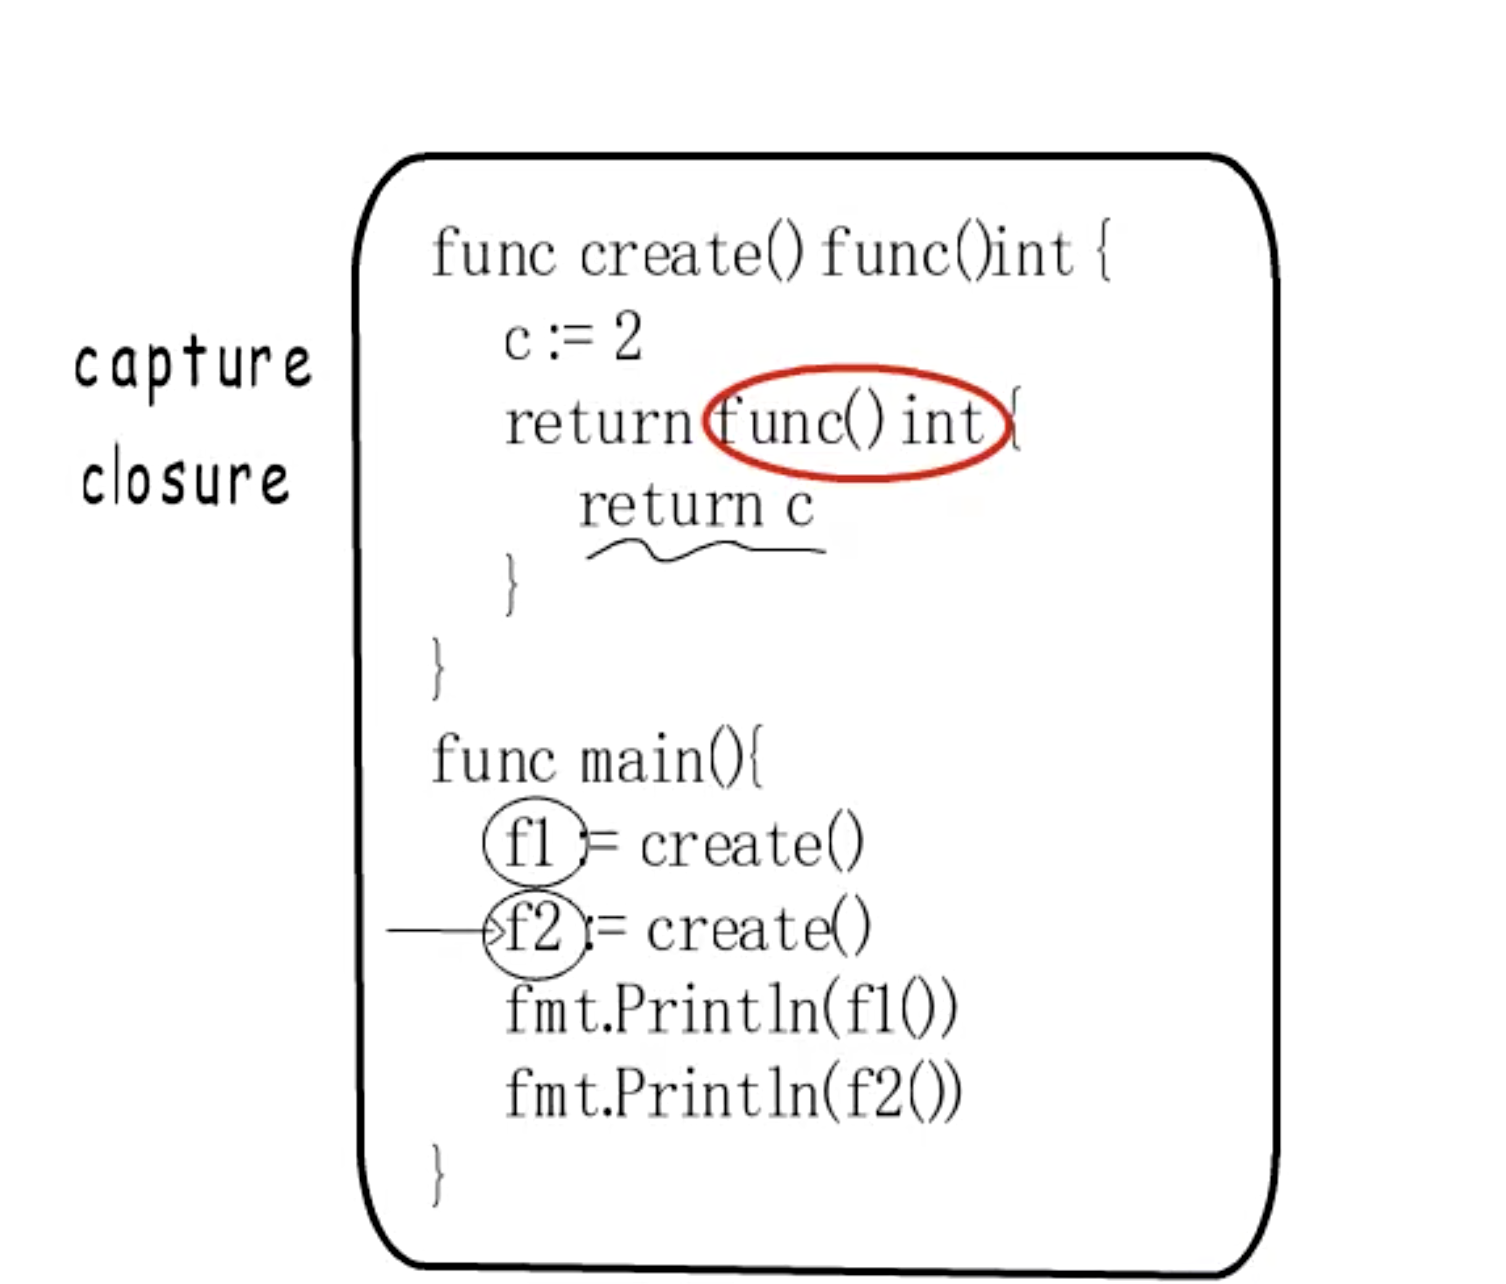 func create() func()int {
c := 2
capture
return func() int {
closure
return c
}
}
func main(){
f1 := create()
f2 := create()
fmt.Println(f1())
fmt.Println(f2())
}